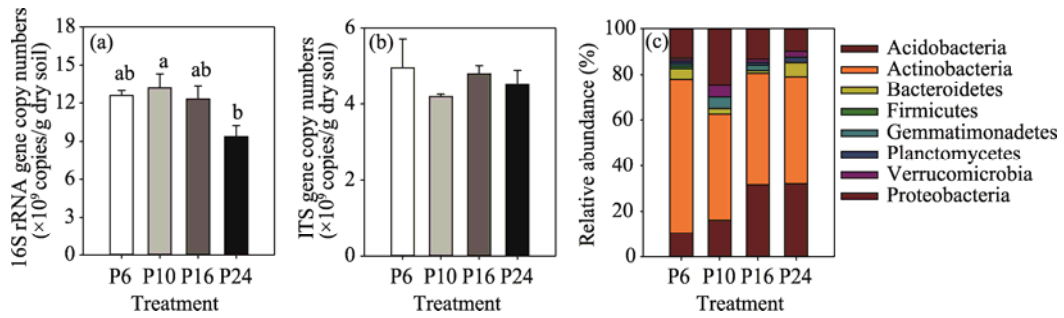 (a)
16S rRNA gene copy numbers
(×10⁹ copies/g dry soil)
18
15
12
9
6
3
0
ab
a
ab
b
P6 P10 P16 P24
Treatment
(b)
ITS gene copy numbers
(×10⁶ copies/g dry soil)
6
4
2
0
P6 P10 P16 P24
Treatment
(c)
Relative abundance (%)
100
80
60
40
20
0
P6 P10 P16 P24
Treatment
Acidobacteria
Actinobacteria
Bacteroidetes
Firmicutes
Gemmatimonadetes
Planctomycetes
Verrucomicrobia
Proteobacteria